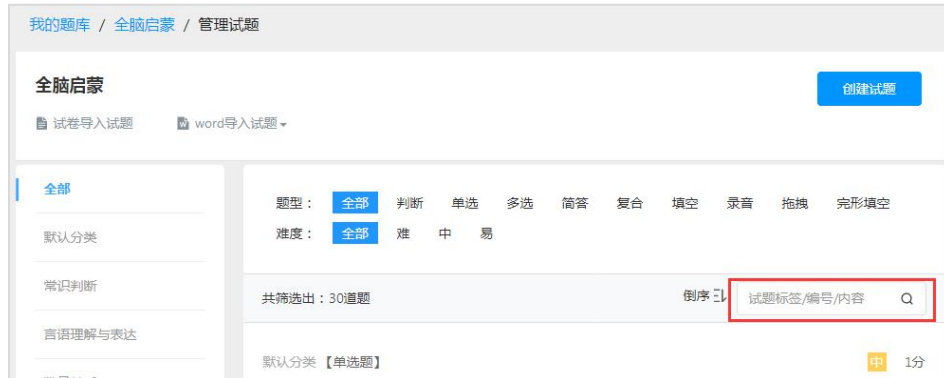 我的题库 / 全脑启蒙 / 管理试题
全脑启蒙
创建试题
试卷导入试题 word导入试题
全部
默认分类
常识判断
言语理解与表达
题型： 全部 判断 单选 多选 简答 复合 填空 录音 拖拽 完形填空
难度： 全部 难 中 易
共筛选出：30道题 倒序 试题标签/编号/内容
默认分类 【单选题】 中 1分